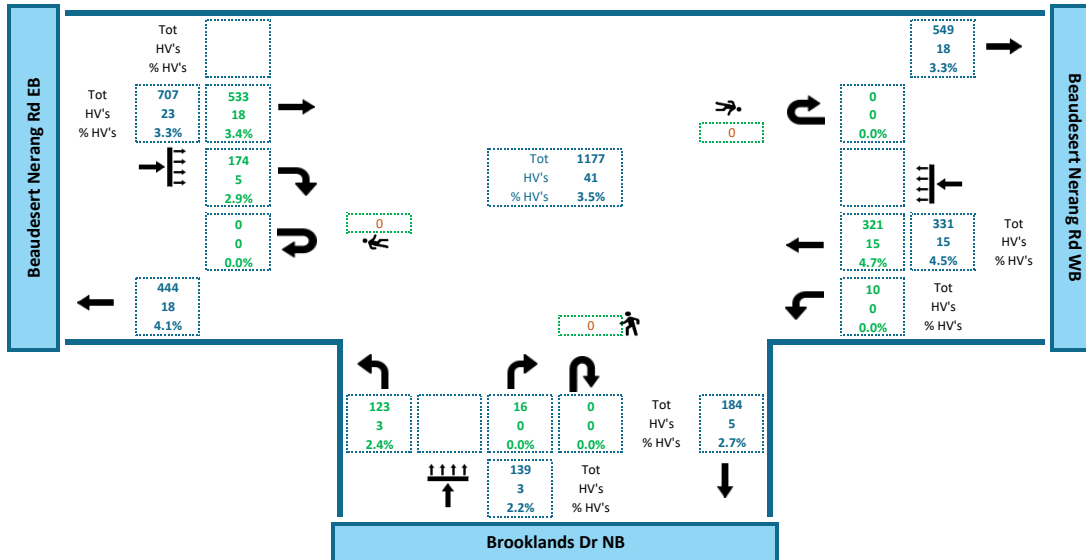 Beaudesert Nerang Rd EB
Tot
HV's
% HV's
Tot 707 533
HV's 23 18
% HV's 3.3% 3.4%
174
5
2.9%
0
0
0.0%
0
444
18
4.1%
Tot 1177
HV's 41
% HV's 3.5%
0
549
18
3.3%
0
0
0.0%
321 331 Tot
15 15 HV's
4.7% 4.5% % HV's
10 Tot
0 HV's
0.0% % HV's
Beaudesert Nerang Rd WB
0
123 16 0 Tot 184
3 0 0 HV's 5
2.4% 0.0% 0.0% % HV's 2.7%
139 Tot
3 HV's
2.2% % HV's
Brooklands Dr NB